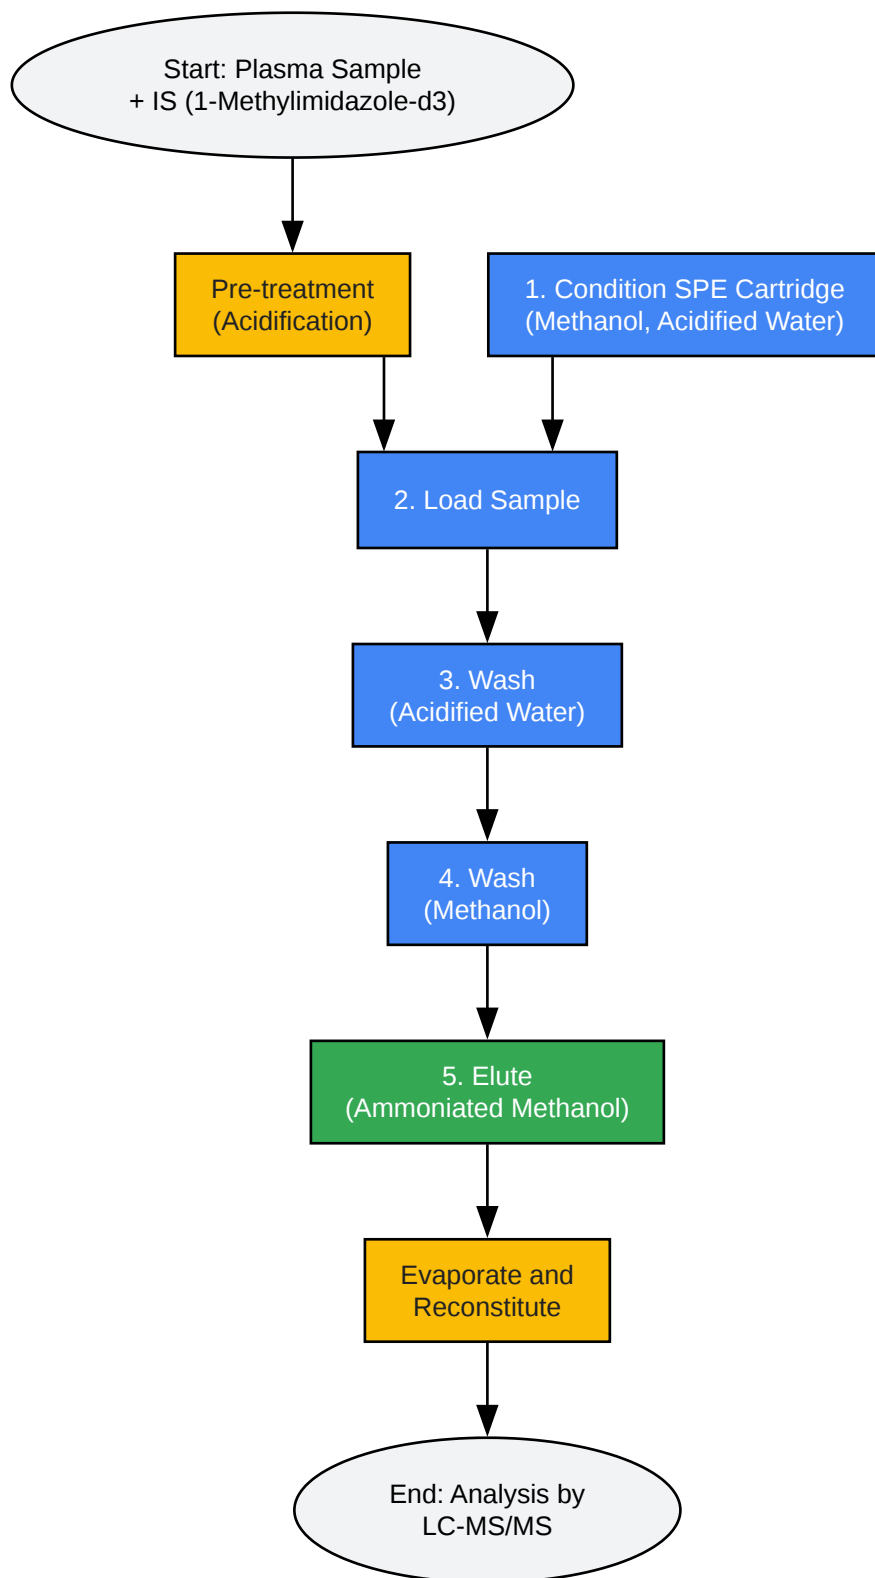 Start: Plasma Sample
+ IS (1-Methylimidazole-d3)
Pre-treatment
(Acidification)
1. Condition SPE Cartridge
(Methanol, Acidified Water)
2. Load Sample
3. Wash
(Acidified Water)
4. Wash
(Methanol)
5. Elute
(Ammoniated Methanol)
Evaporate and
Reconstitute
End: Analysis by
LC-MS/MS